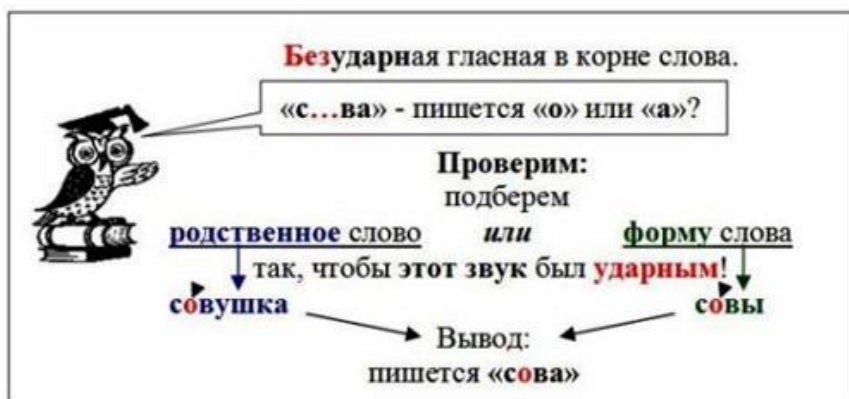 Безударная гласная в корне слова.
«с…ва» - пишется «о» или «а»?
Проверим:
подберем
родственное слово или форму слова
так, чтобы этот звук был ударным!
совушка совы
Вывод:
пишется «сова»